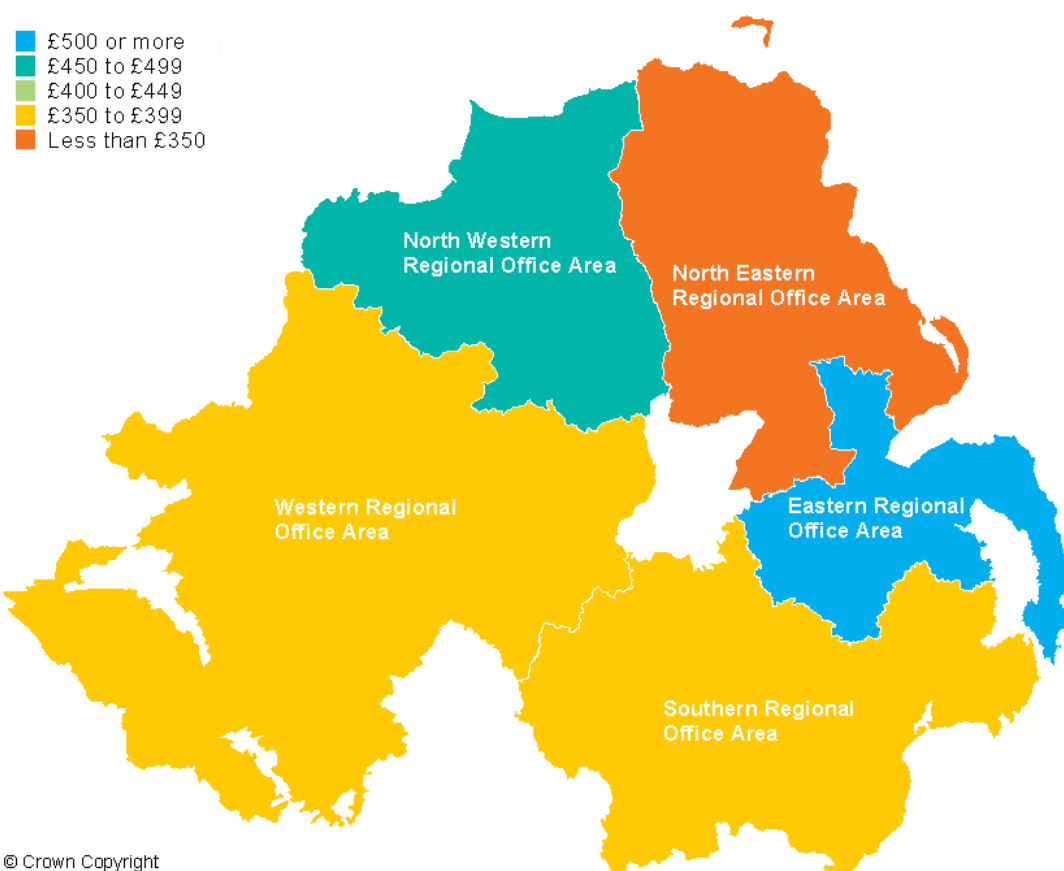 £500 or more
£450 to £499
£400 to £449
£350 to £399
Less than £350
North Western
Regional Office Area
North Eastern
Regional Office Area
Western Regional
Office Area
Eastern Regional
Office Area
Southern Regional
Office Area
© Crown Copyright